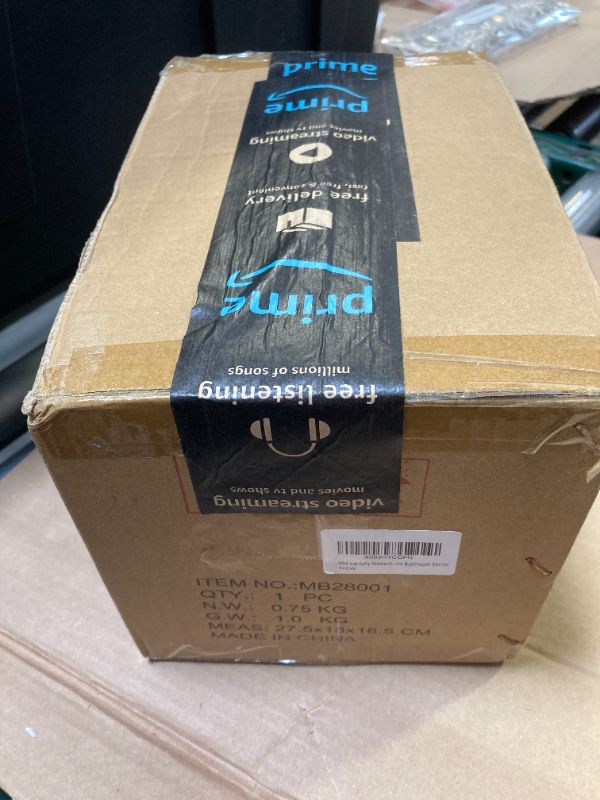 prime
prime
video streaming
movies and tv shows
free delivery
fast, free & convenient
prime
free listening
millions of songs
video streaming
movies and tv shows
New
ITEM NO.:MB28001
QTY.: 1 PC
N.W.: 0.75 KG
G.W.: 1.0 KG
MEAS: 27.5x18x18.5 CM
MADE IN CHINA